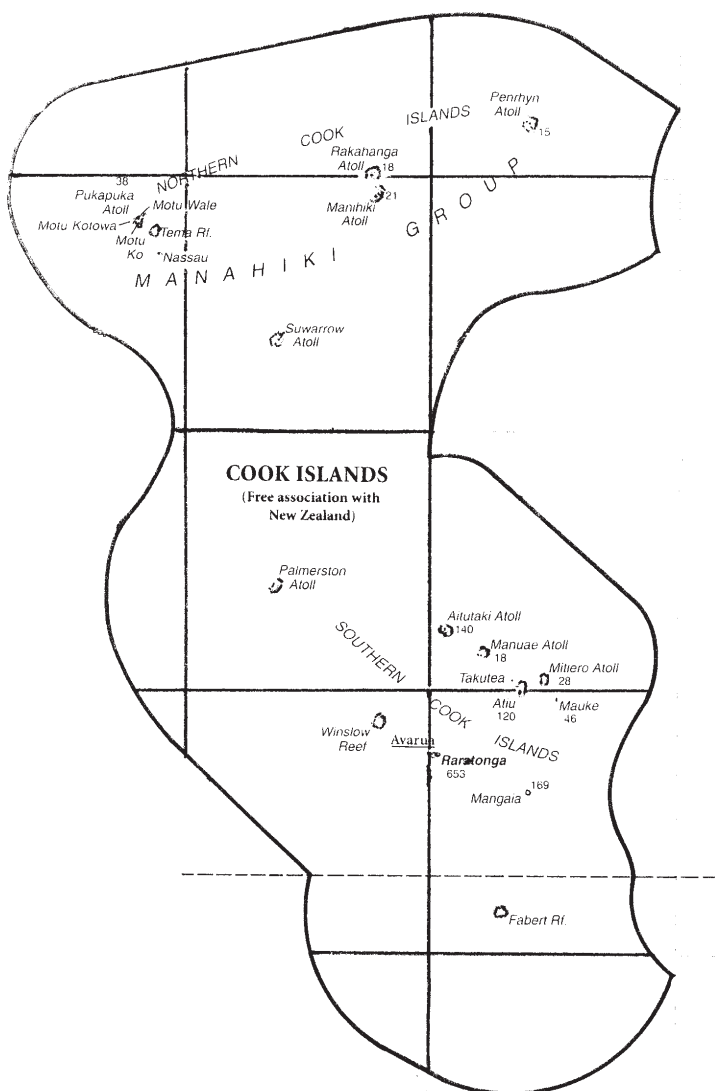 Penrhyn
Atoll
15
NORTHERN COOK ISLANDS
Rakahanga
Atoll 18
21
Manihiki
Atoll
38
Pukapuka
Atoll
Motu Wale
Motu Kotowa
Motu
Ko
Tema Rf.
Nassau
MANAHIKI GROUP
Suwarrow
Atoll
COOK ISLANDS
(Free association with
New Zealand)
Palmerston
Atoll
SOUTHERN COOK ISLANDS
Aitutaki Atoll
140
Manuae Atoll
18
Takutea
Mitiero Atoll
28
Atiu
120
Mauke
46
Winslow
Reef
Avarua
Raratonga
653
169
Mangaia
Fabert Rf.